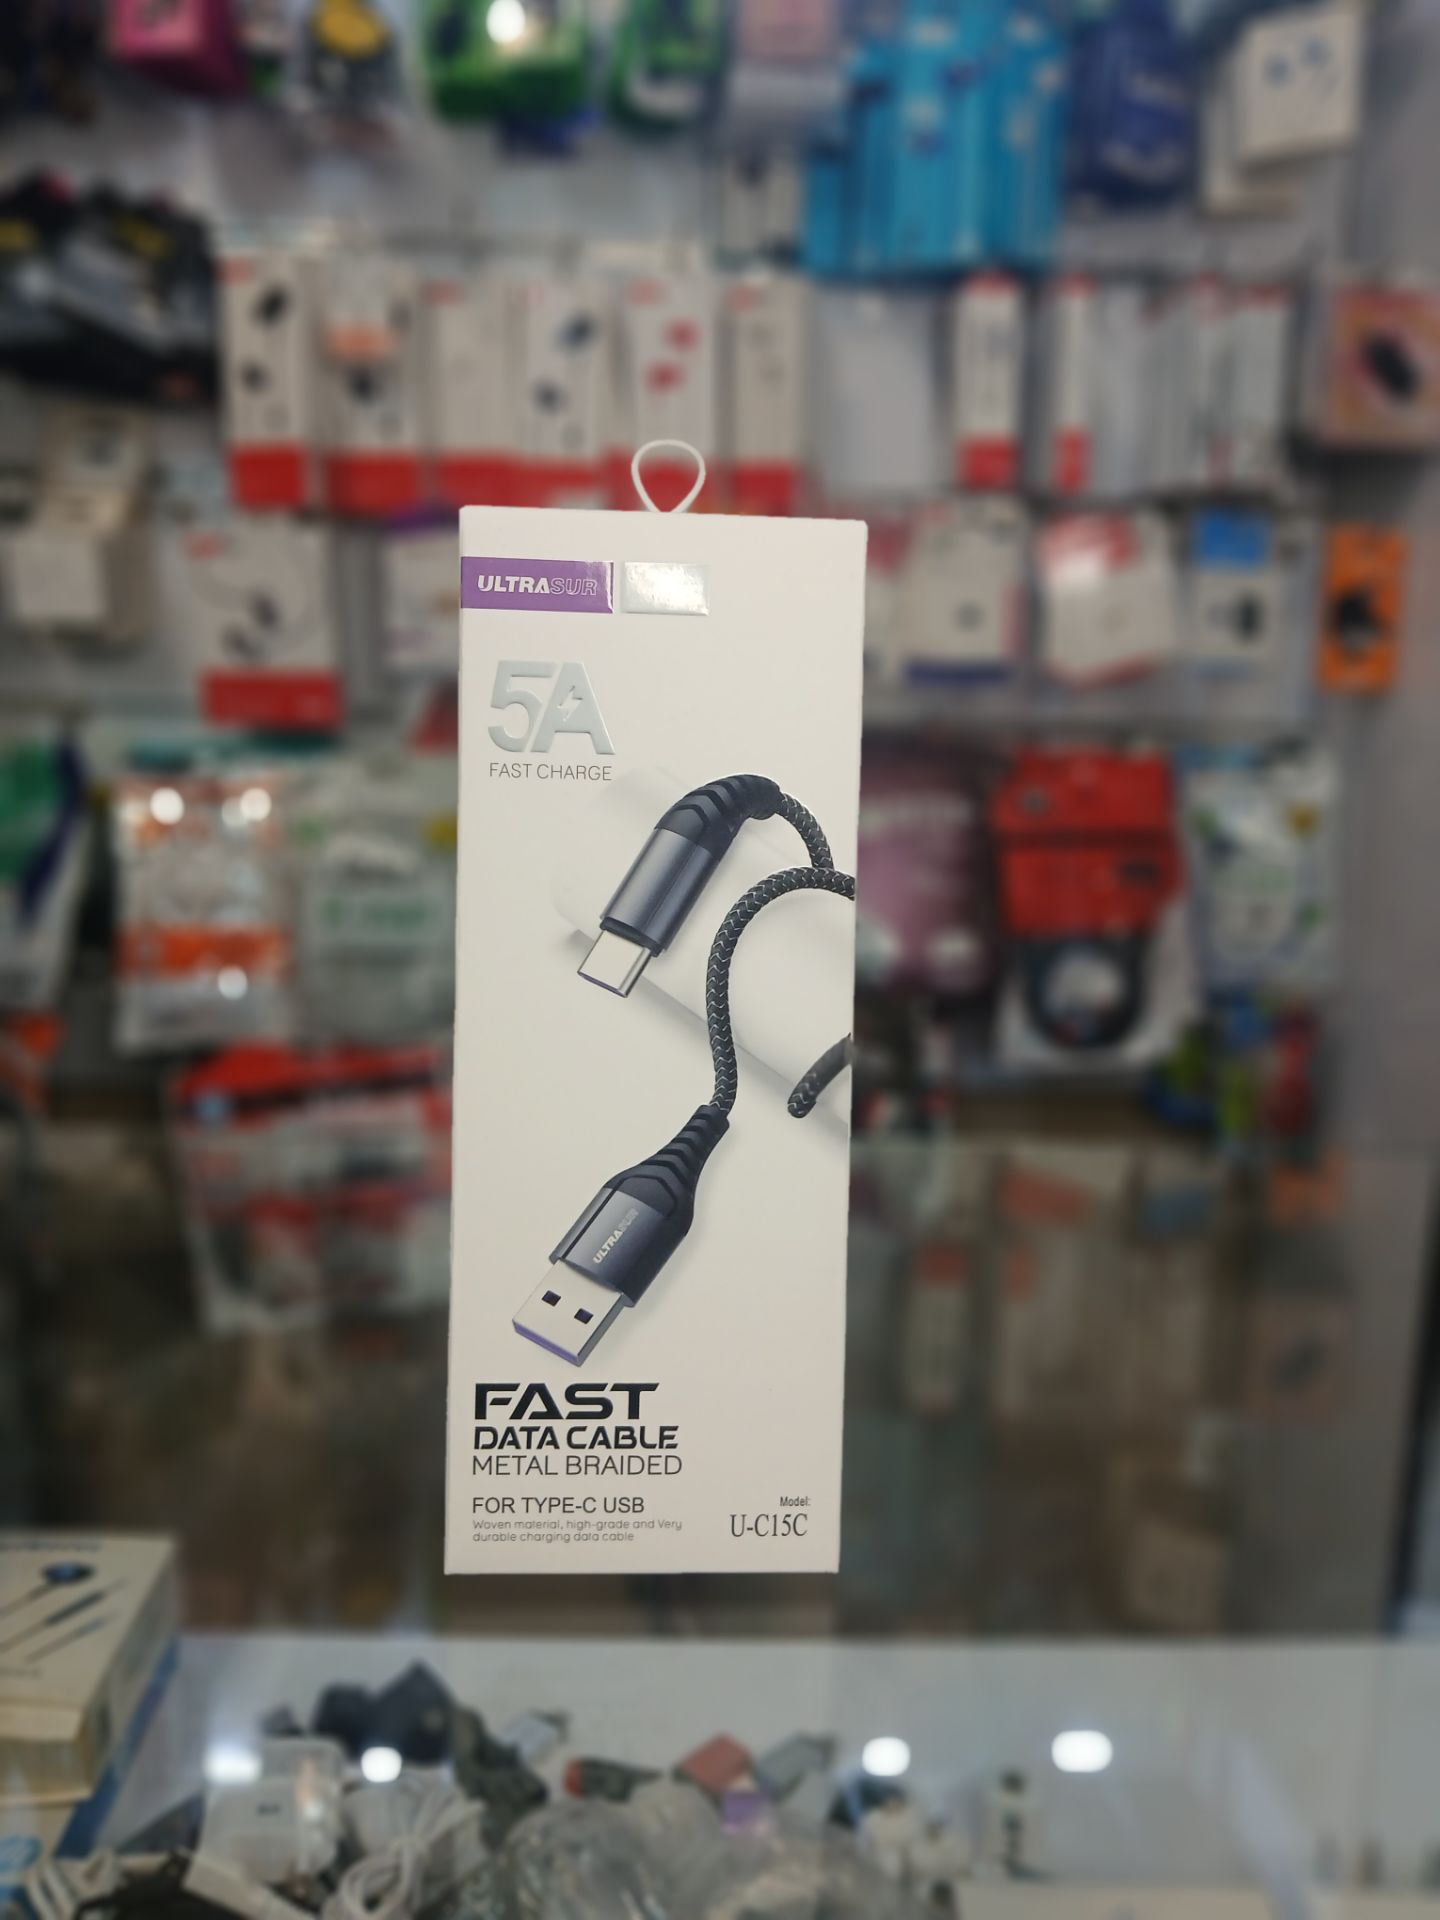 ULTRASUR
5A
FAST CHARGE
ULTRASUR
FAST
DATA CABLE
METAL BRAIDED
FOR TYPE-C USB
Woven material, high-grade and Very
durable charging data cable
Model:
U-C15C